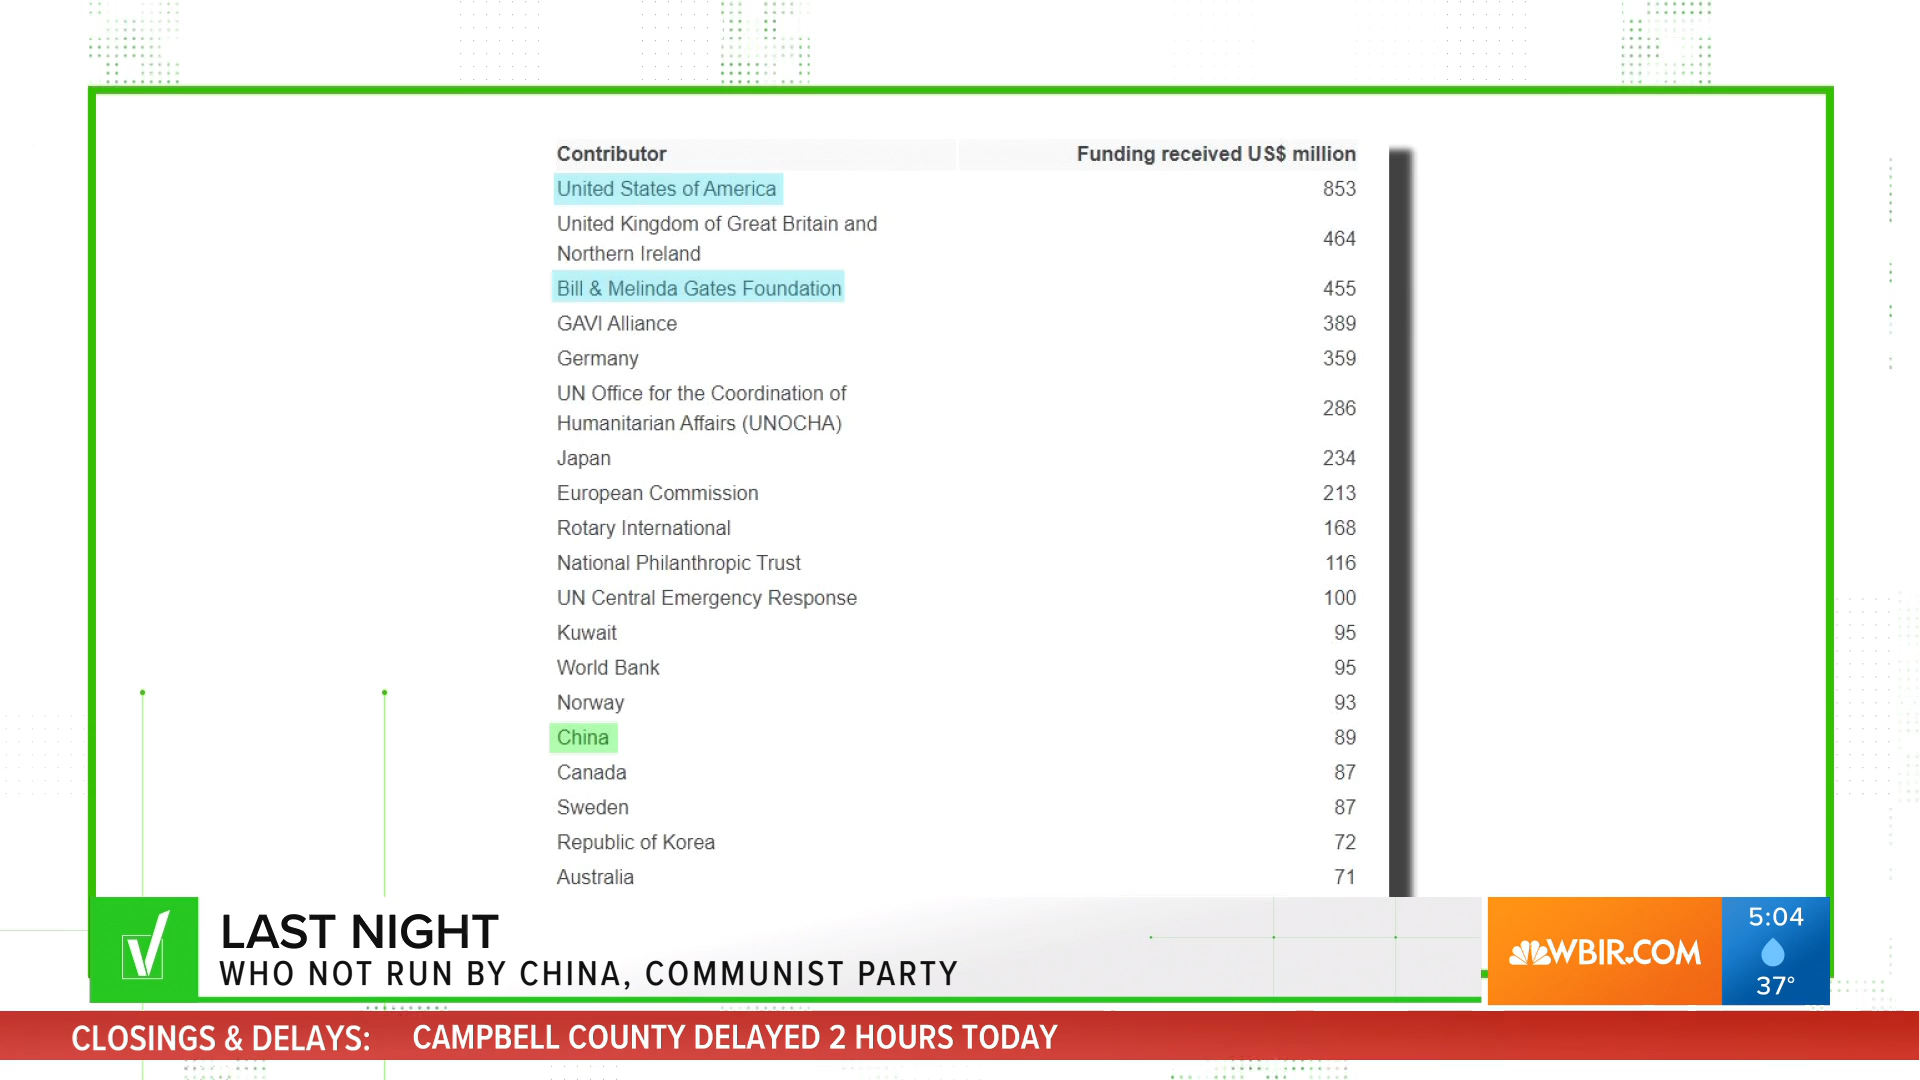 Contributor Funding received US$ million
United States of America 853
United Kingdom of Great Britain and
Northern Ireland 464
Bill & Melinda Gates Foundation 455
GAVI Alliance 389
Germany 359
UN Office for the Coordination of
Humanitarian Affairs (UNOCHA) 286
Japan 234
European Commission 213
Rotary International 168
National Philanthropic Trust 116
UN Central Emergency Response 100
Kuwait 95
World Bank 95
Norway 93
China 89
Canada 87
Sweden 87
Republic of Korea 72
Australia 71
LAST NIGHT
WHO NOT RUN BY CHINA, COMMUNIST PARTY
WBIR.COM
5:04
37°
CLOSINGS & DELAYS: CAMPBELL COUNTY DELAYED 2 HOURS TODAY